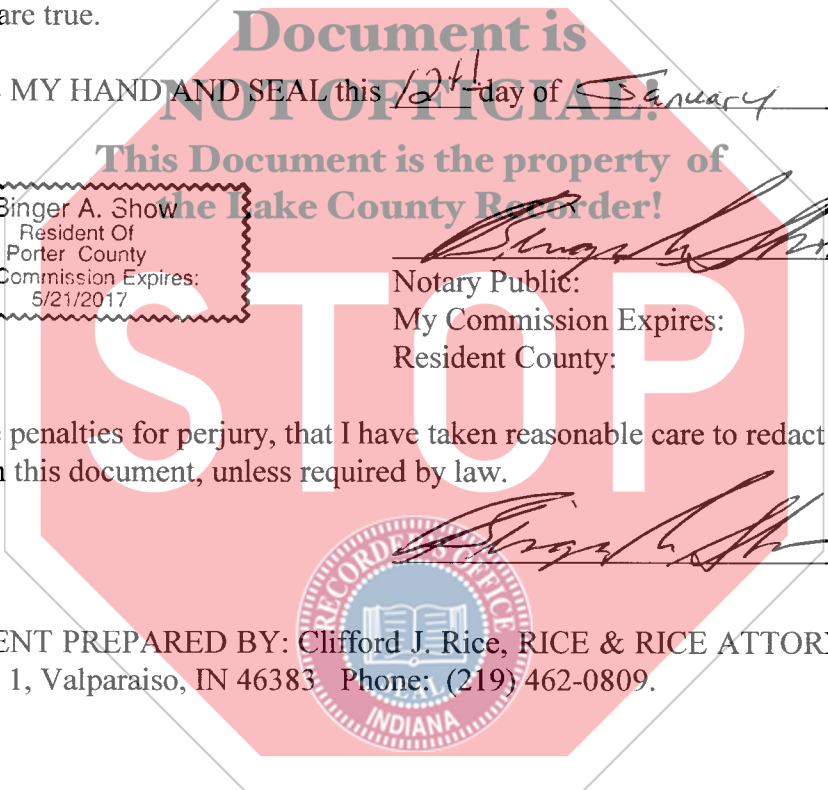 are true.
Document is
MY HAND AND SEAL this 12th day of January
NOT OFFICIAL!
This Document is the property of
the Lake County Recorder!
Binger A. Show
Resident Of
Porter County
Commission Expires:
5/21/2017
Notary Public:
My Commission Expires:
Resident County:
STOP
penalties for perjury, that I have taken reasonable care to redact
this document, unless required by law.
RECORDER'S OFFICE
SEAL
INDIANA
ENT PREPARED BY: Clifford J. Rice, RICE & RICE ATTOR
1, Valparaiso, IN 46383 Phone: (219) 462-0809.